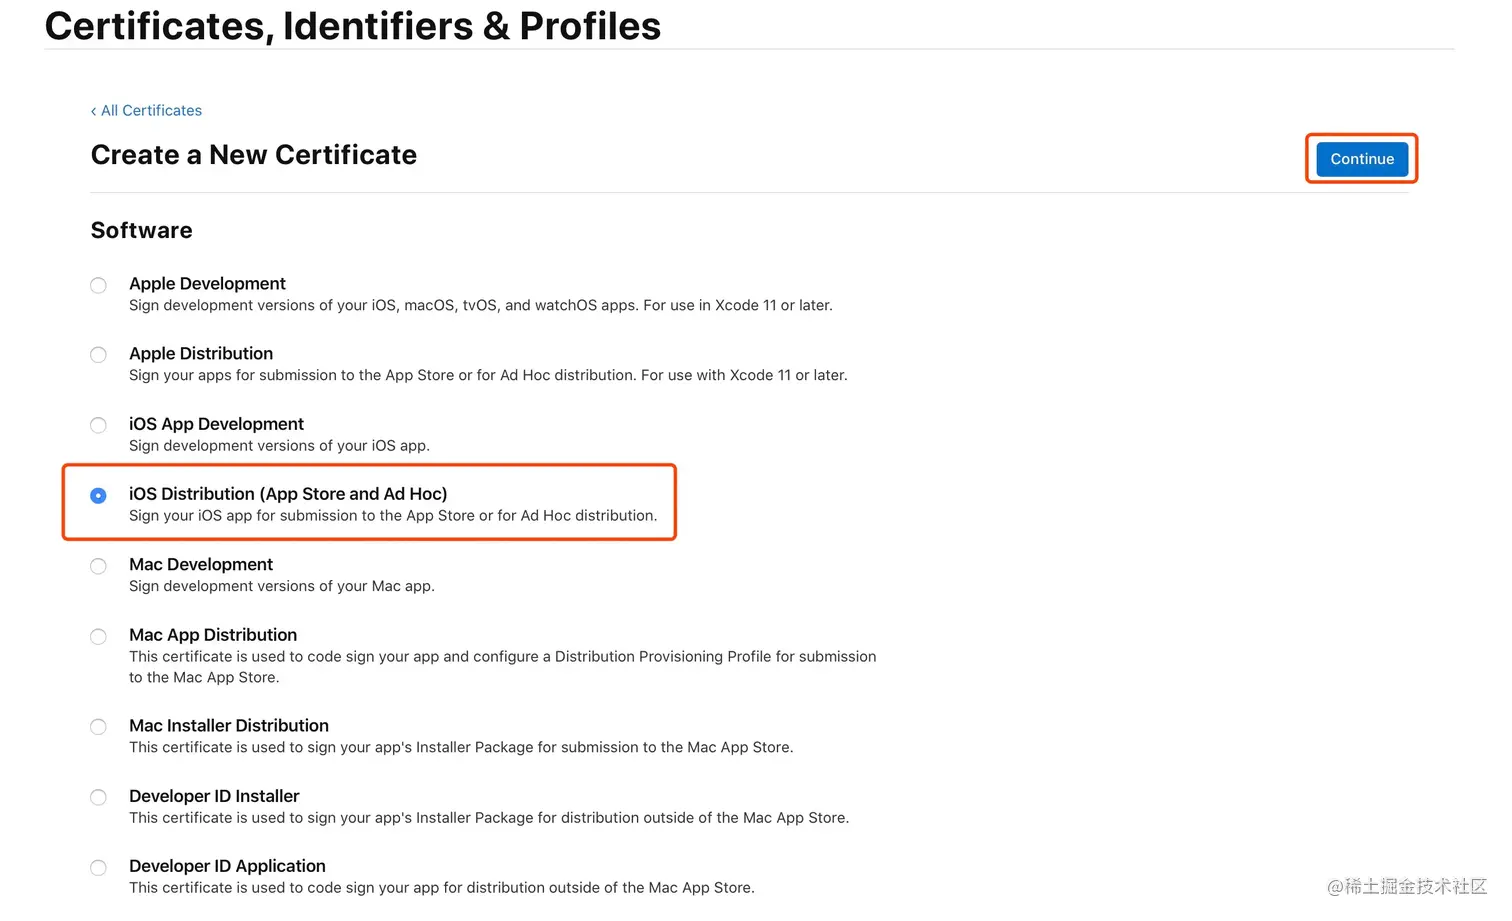 Certificates, Identifiers & Profiles
‹ All Certificates
Create a New Certificate
Continue
Software
Apple Development
Sign development versions of your iOS, macOS, tvOS, and watchOS apps. For use in Xcode 11 or later.
Apple Distribution
Sign your apps for submission to the App Store or for Ad Hoc distribution. For use with Xcode 11 or later.
iOS App Development
Sign development versions of your iOS app.
iOS Distribution (App Store and Ad Hoc)
Sign your iOS app for submission to the App Store or for Ad Hoc distribution.
Mac Development
Sign development versions of your Mac app.
Mac App Distribution
This certificate is used to code sign your app and configure a Distribution Provisioning Profile for submission
to the Mac App Store.
Mac Installer Distribution
This certificate is used to sign your app's Installer Package for submission to the Mac App Store.
Developer ID Installer
This certificate is used to sign your app's Installer Package for distribution outside of the Mac App Store.
Developer ID Application
This certificate is used to code sign your app for distribution outside of the Mac App Store.
@稀土掘金技术社区